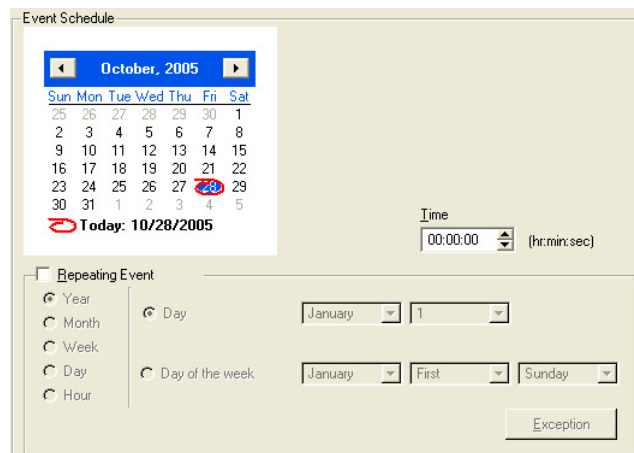 Event Schedule
October, 2005
Sun Mon Tue Wed Thu Fri Sat
25 26 27 28 29 30 1
2 3 4 5 6 7 8
9 10 11 12 13 14 15
16 17 18 19 20 21 22
23 24 25 26 27 28 29
30 31 1 2 3 4 5
Today: 10/28/2005
Time
00:00:00 (hr:min:sec)
Repeating Event
Year
Month
Week
Day
Hour
Day January 1
Day of the week January First Sunday
Exception